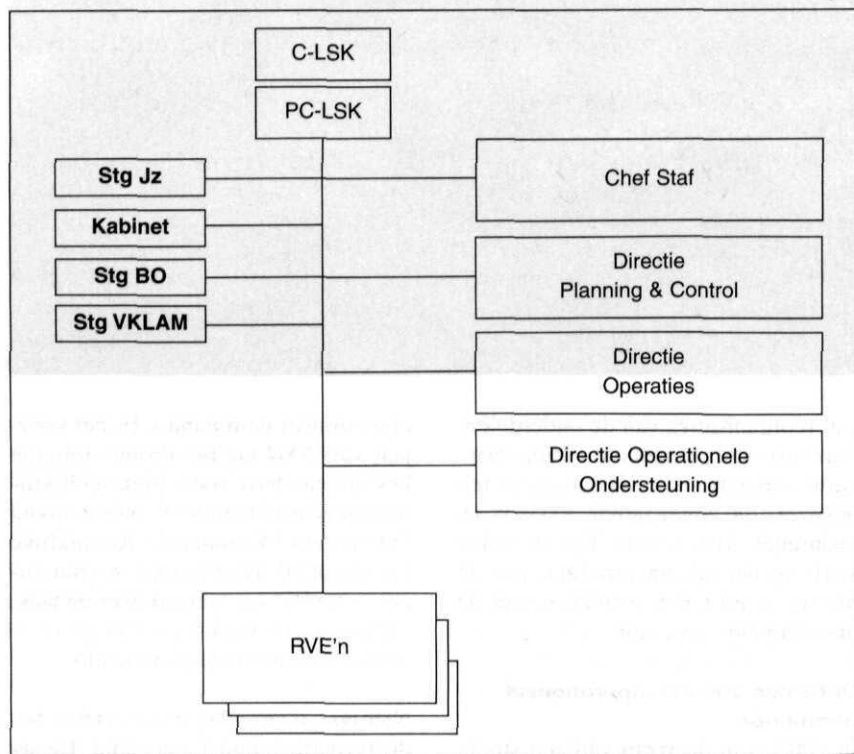 C-LSK
PC-LSK
Stg Jz
Kabinet
Stg BO
Stg VKLAM
Chef Staf
Directie
Planning & Control
Directie
Operaties
Directie Operationele
Ondersteuning
RVE'n